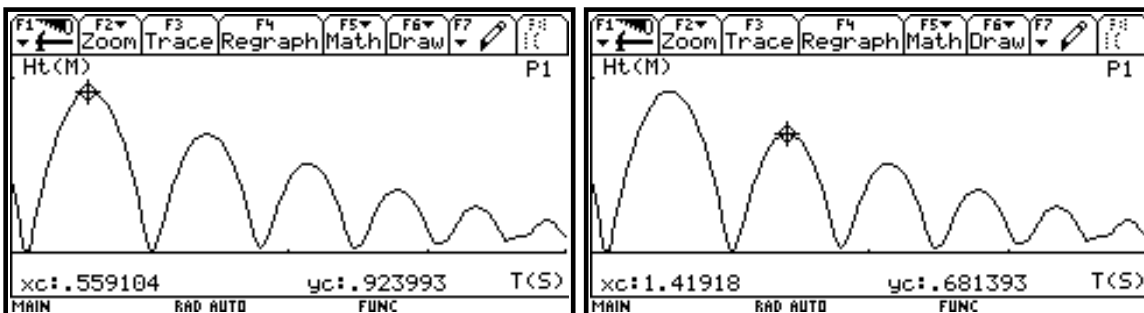 F1 F2 Zoom F3 Trace F4 Regraph F5 Math F6 Draw F7
Ht(M) P1
xc:.559104 yc:.923993 T(S)
MAIN RAD AUTO FUNC
F1 F2 Zoom F3 Trace F4 Regraph F5 Math F6 Draw F7
Ht(M) P1
xc:1.41918 yc:.681393 T(S)
MAIN RAD AUTO FUNC